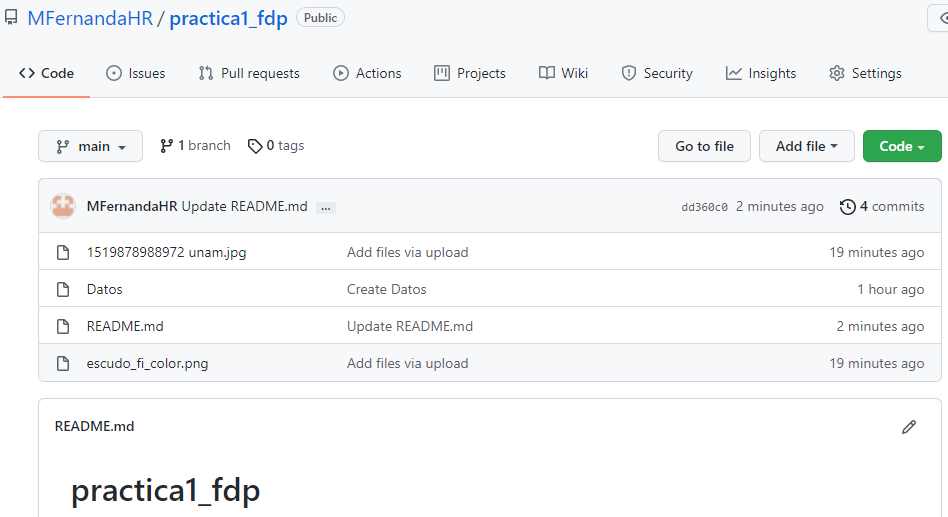 MFernandaHR / practica1_fdp Public
Code Issues Pull requests Actions Projects Wiki Security Insights Settings
main 1 branch 0 tags Go to file Add file Code
MFernandaHR Update README.md ... dd360c0 2 minutes ago 4 commits
1519878988972 unam.jpg Add files via upload 19 minutes ago
Datos Create Datos 1 hour ago
README.md Update README.md 2 minutes ago
escudo_fi_color.png Add files via upload 19 minutes ago
README.md
practica1_fdp